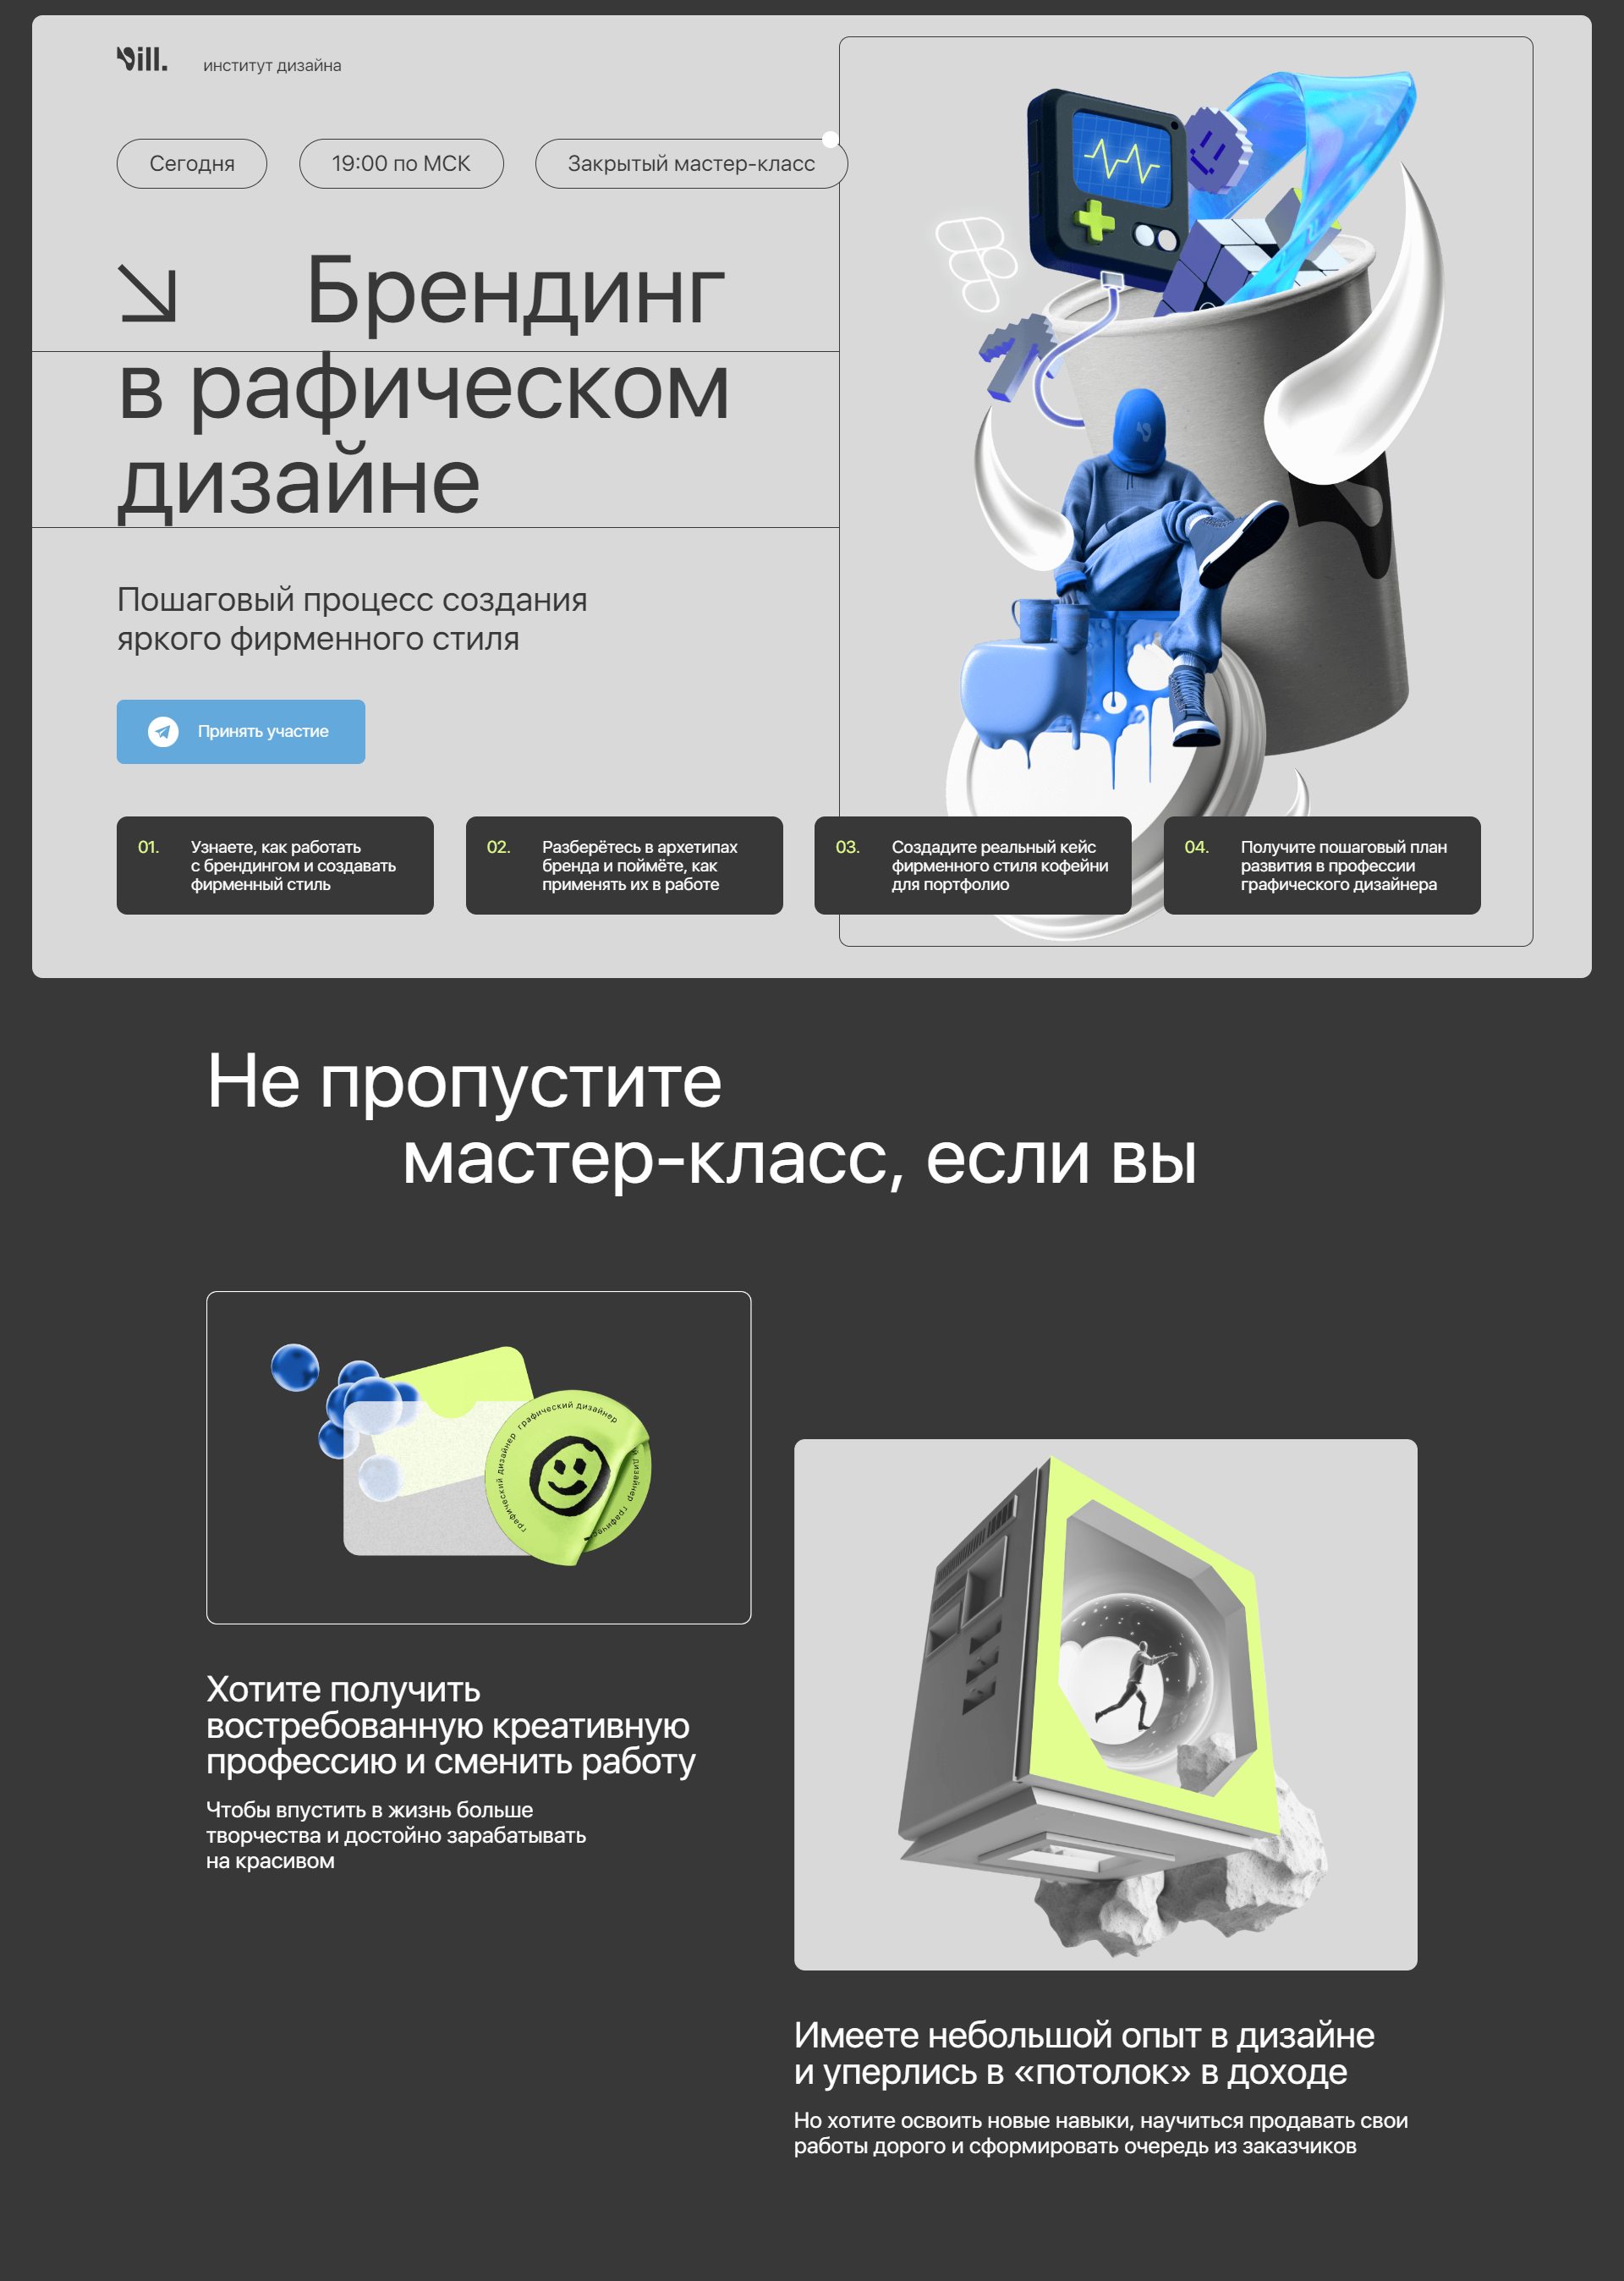 Bill.
институт дизайна
Сегодня
19:00 по МСК
Закрытый мастер-класс
Брендинг
в рафическом
дизайне
Пошаговый процесс создания
яркого фирменного стиля
Принять участие
01.
Узнаете, как работать
с брендингом и создавать
фирменный стиль
02.
Разберётесь в архетипах
бренда и поймёте, как
применять их в работе
03.
Создадите реальный кейс
фирменного стиля кофейни
для портфолио
04.
Получите пошаговый план
развития в профессии
графического дизайнера
Не пропустите
мастер-класс, если вы
графический дизайнер графический дизайнер
дизайнер
Хотите получить
востребованную креативную
профессию и сменить работу
Чтобы впустить в жизнь больше
творчества и достойно зарабатывать
на красивом
Имеете небольшой опыт в дизайне
и уперлись в «потолок» в доходе
Но хотите освоить новые навыки, научиться продавать свои
работы дорого и сформировать очередь из заказчиков